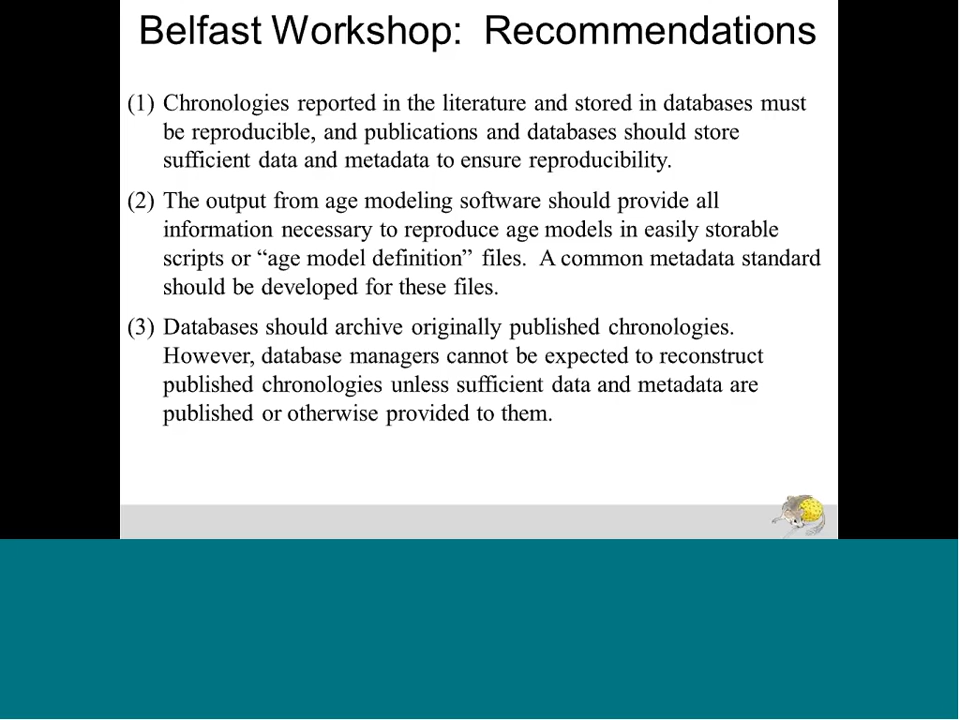 Belfast Workshop:  Recommendations
(1) Chronologies reported in the literature and stored in databases must
be reproducible, and publications and databases should store
sufficient data and metadata to ensure reproducibility.
(2) The output from age modeling software should provide all
information necessary to reproduce age models in easily storable
scripts or “age model definition” files.  A common metadata standard
should be developed for these files.
(3) Databases should archive originally published chronologies.
However, database managers cannot be expected to reconstruct
published chronologies unless sufficient data and metadata are
published or otherwise provided to them.